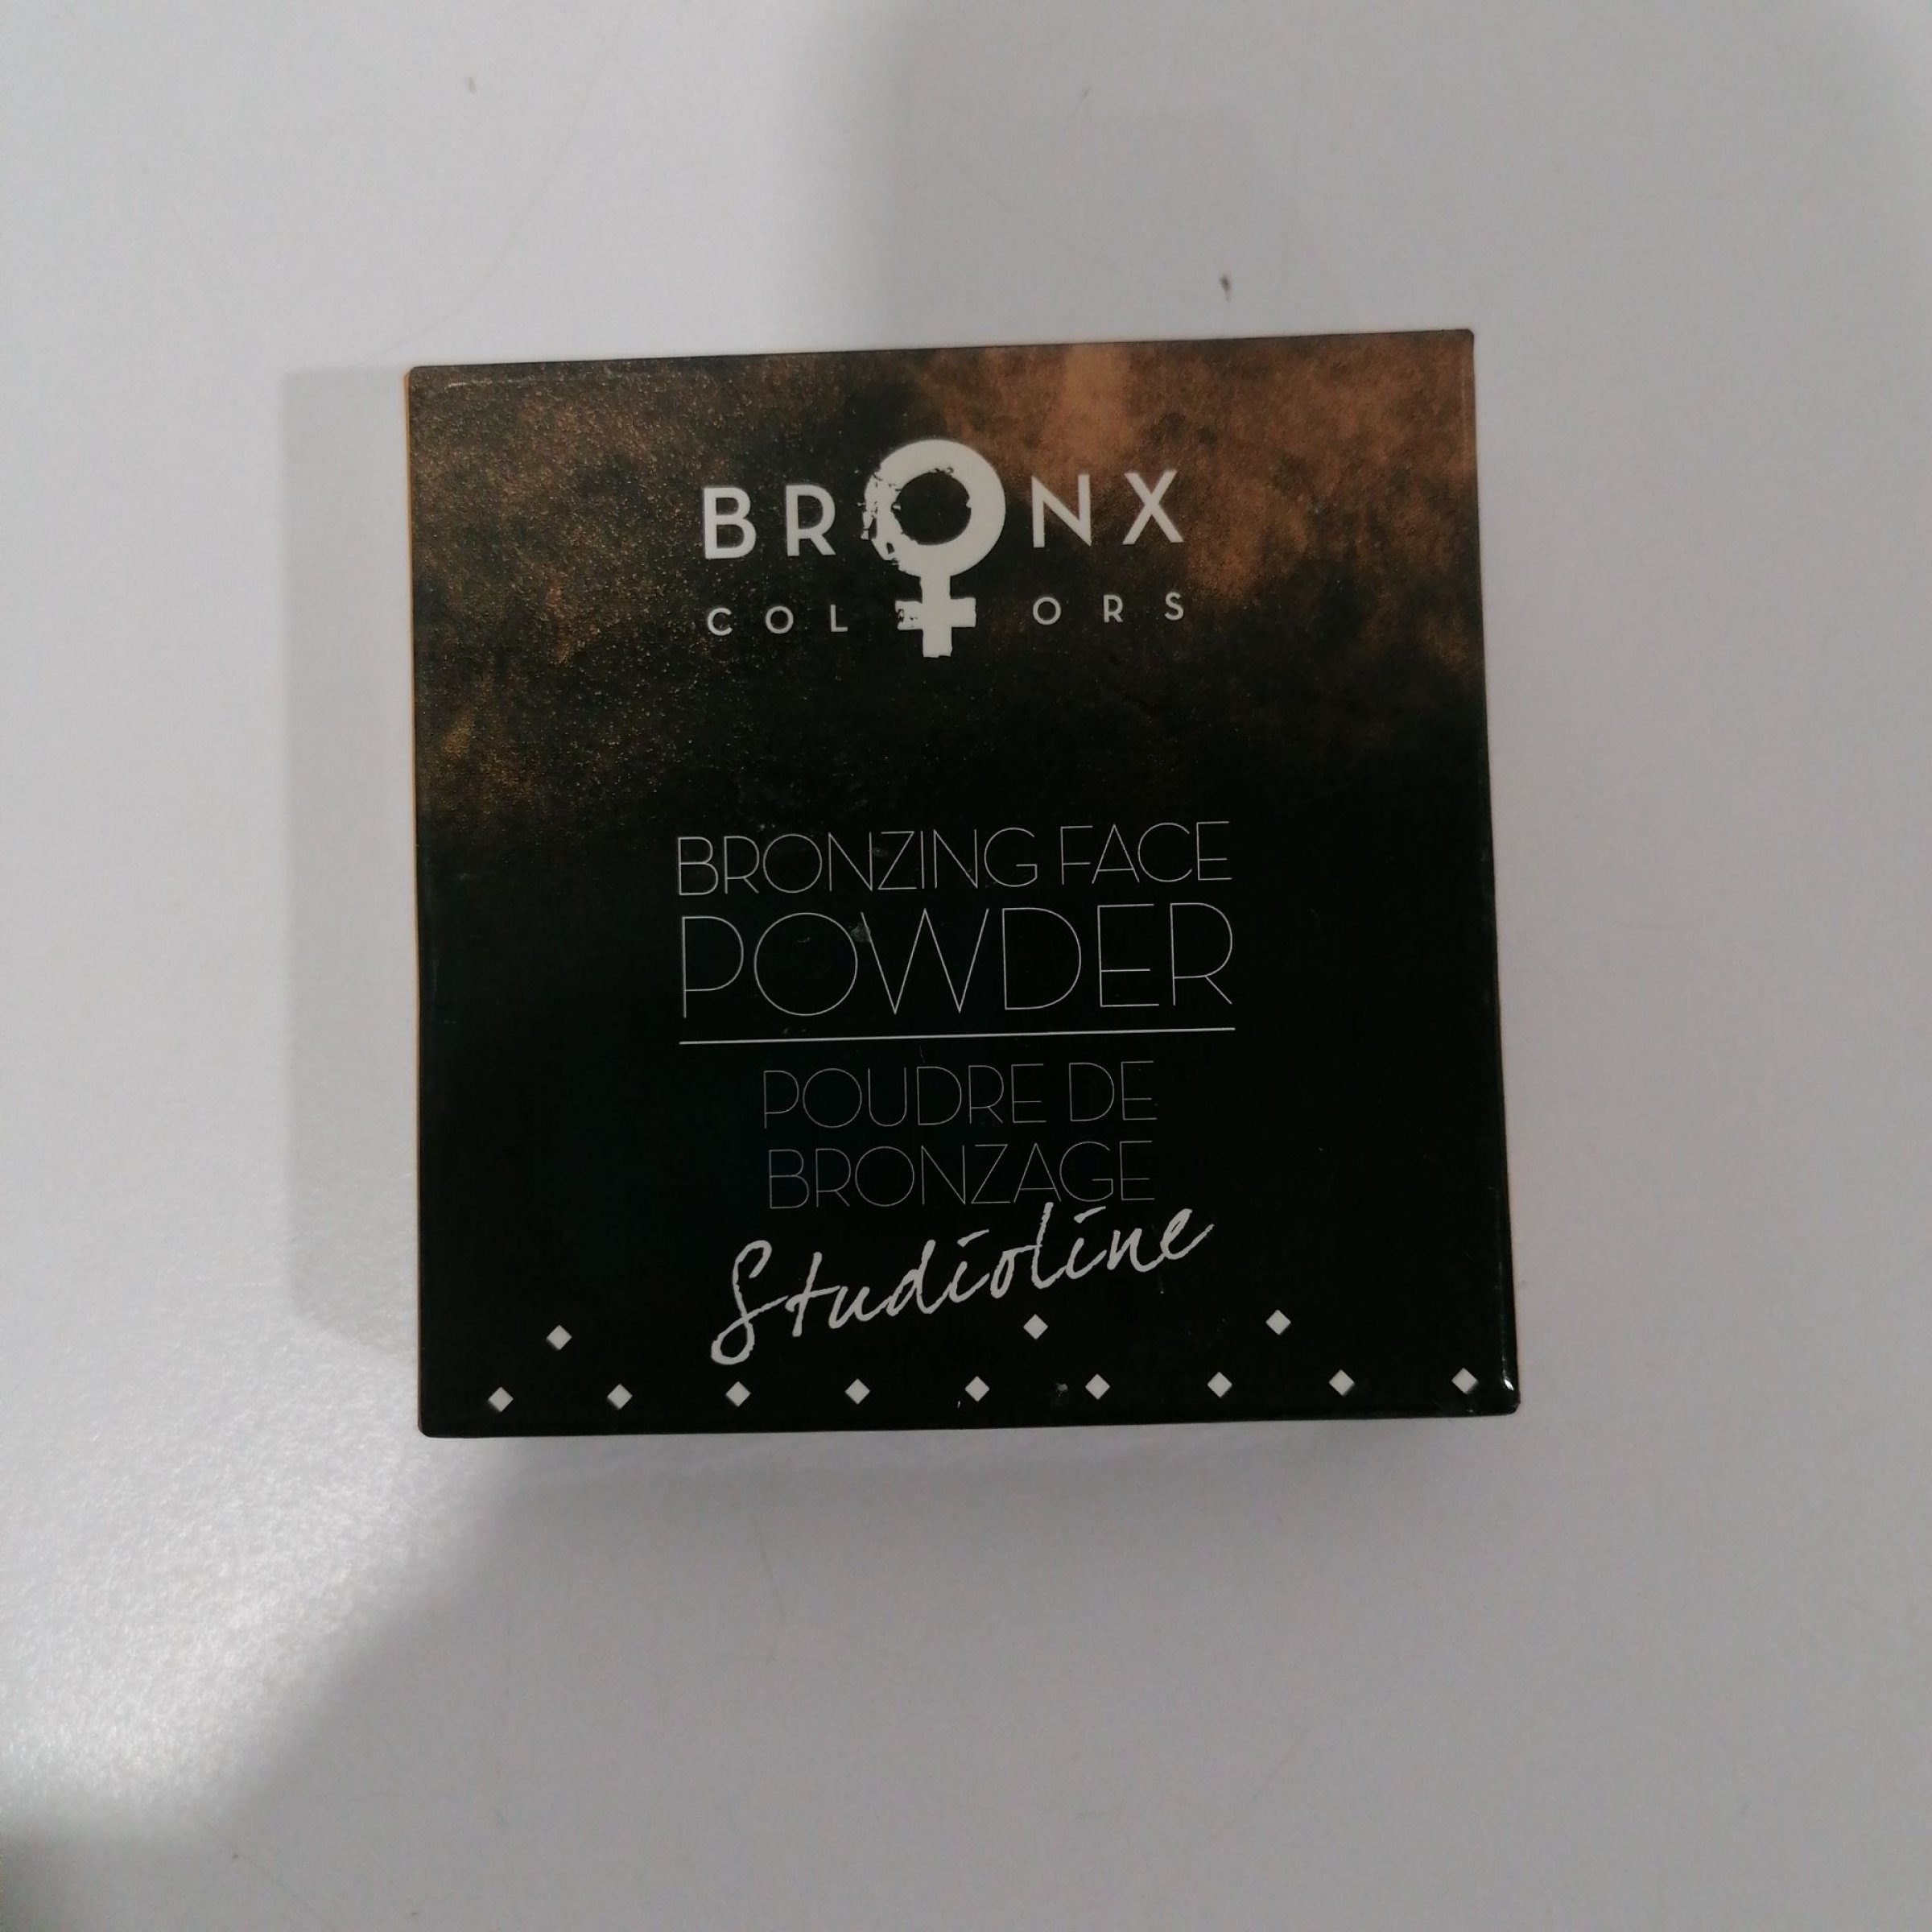 BRONX
COLORS
BRONZING FACE
POWDER
POUDRE DE
BRONZAGE
Studioline